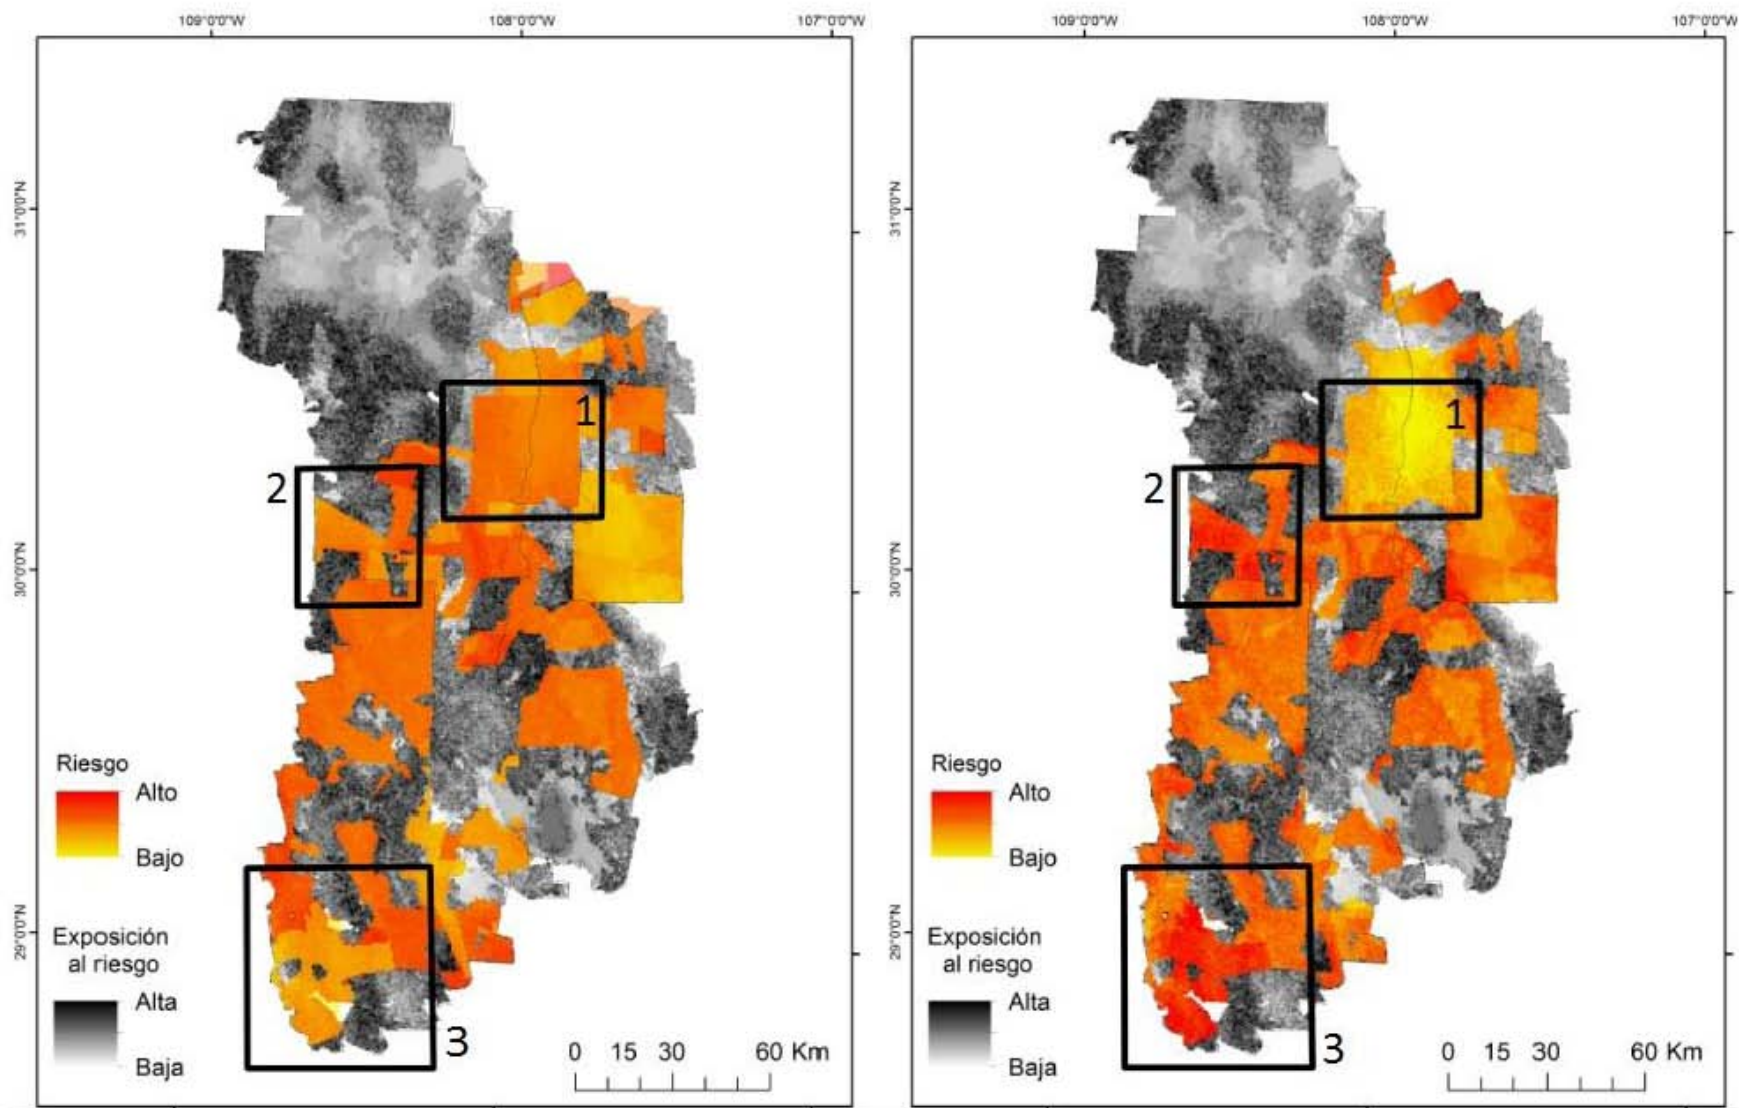 109°0'0"W 108°0'0"W 107°0'0"W
31°0'0"N
30°0'0"N
29°0'0"N
1
2
3
Riesgo
Alto
Bajo
Exposición
al riesgo
Alta
Baja
0 15 30 60 Km
109°0'0"W 108°0'0"W 107°0'0"W
31°0'0"N
30°0'0"N
29°0'0"N
1
2
3
Riesgo
Alto
Bajo
Exposición
al riesgo
Alta
Baja
0 15 30 60 Km